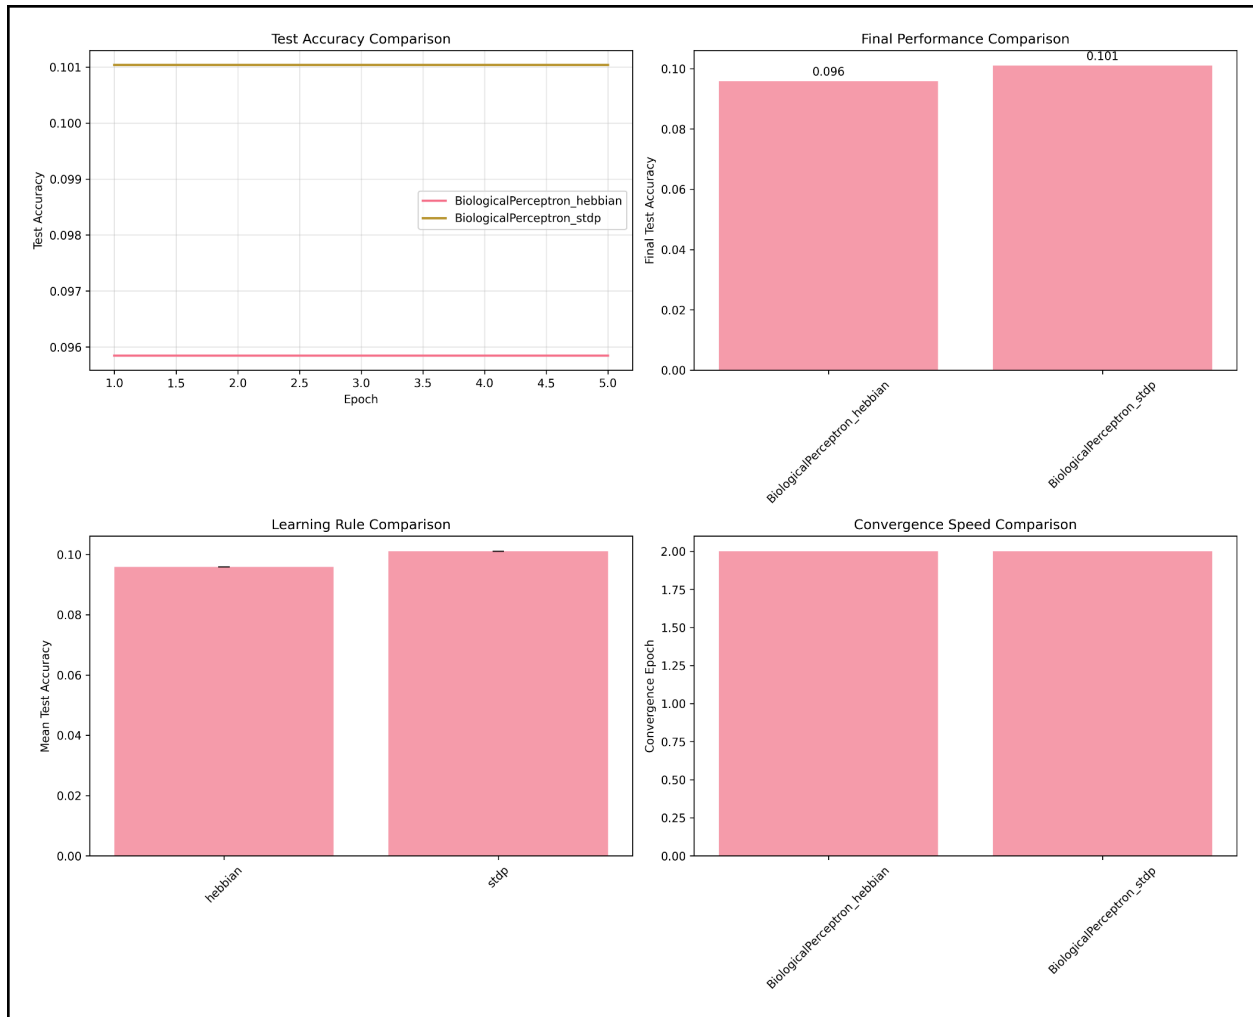 Test Accuracy Comparison
Test Accuracy
0.101
0.100
0.099
0.098
0.097
0.096
BiologicalPerceptron_hebbian
BiologicalPerceptron_stdp
1.0 1.5 2.0 2.5 3.0 3.5 4.0 4.5 5.0
Epoch
Final Performance Comparison
Final Test Accuracy
0.10
0.08
0.06
0.04
0.02
0.00
0.096
0.101
BiologicalPerceptron_hebbian
BiologicalPerceptron_stdp
Learning Rule Comparison
Mean Test Accuracy
0.10
0.08
0.06
0.04
0.02
0.00
hebbian
stdp
Convergence Speed Comparison
Convergence Epoch
2.00
1.75
1.50
1.25
1.00
0.75
0.50
0.25
0.00
BiologicalPerceptron_hebbian
BiologicalPerceptron_stdp